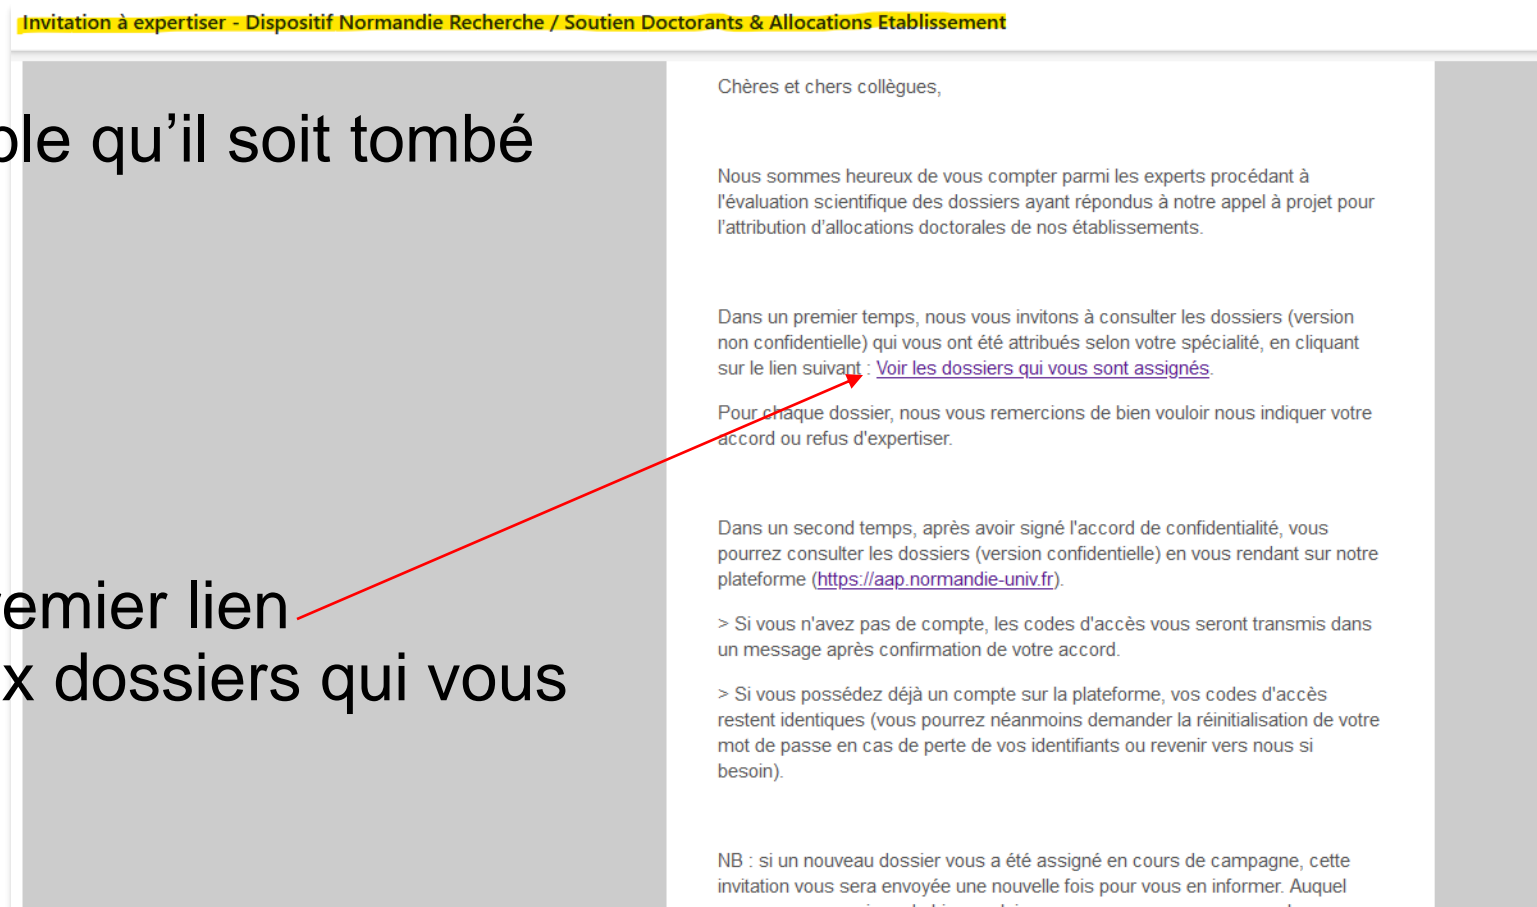 Invitation à expertiser - Dispositif Normandie Recherche / Soutien Doctorants & Allocations Etablissement
qu’il soit tombé
lien
dossiers qui vous
Chères et chers collègues,
Nous sommes heureux de vous compter parmi les experts procédant à
l'évaluation scientifique des dossiers ayant répondus à notre appel à projet pour
l’attribution d’allocations doctorales de nos établissements.
Dans un premier temps, nous vous invitons à consulter les dossiers (version
non confidentielle) qui vous ont été attribués selon votre spécialité, en cliquant
sur le lien suivant : Voir les dossiers qui vous sont assignés.
Pour chaque dossier, nous vous remercions de bien vouloir nous indiquer votre
accord ou refus d'expertiser.
Dans un second temps, après avoir signé l'accord de confidentialité, vous
pourrez consulter les dossiers (version confidentielle) en vous rendant sur notre
plateforme (https://aap.normandie-univ.fr).
> Si vous n'avez pas de compte, les codes d'accès vous seront transmis dans
un message après confirmation de votre accord.
> Si vous possédez déjà un compte sur la plateforme, vos codes d'accès
restent identiques (vous pourrez néanmoins demander la réinitialisation de votre
mot de passe en cas de perte de vos identifiants ou revenir vers nous si
besoin).
NB : si un nouveau dossier vous a été assigné en cours de campagne, cette
invitation vous sera envoyée une nouvelle fois pour vous en informer. Auquel